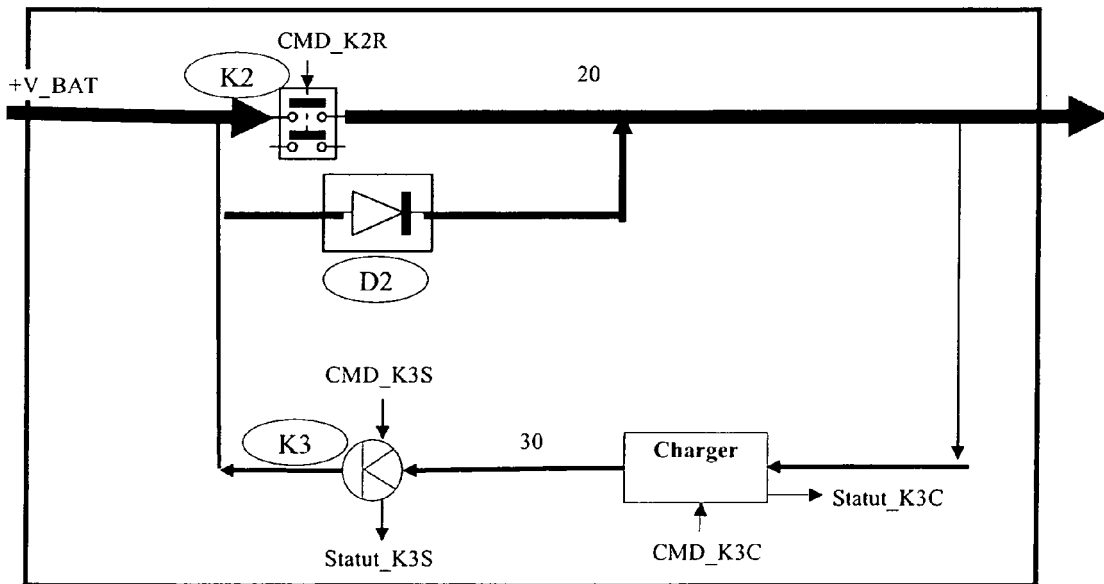 CMD_K2R
+V_BAT
K2
20
D2
CMD_K3S
K3
30
Charger
Statut_K3C
Statut_K3S
CMD_K3C